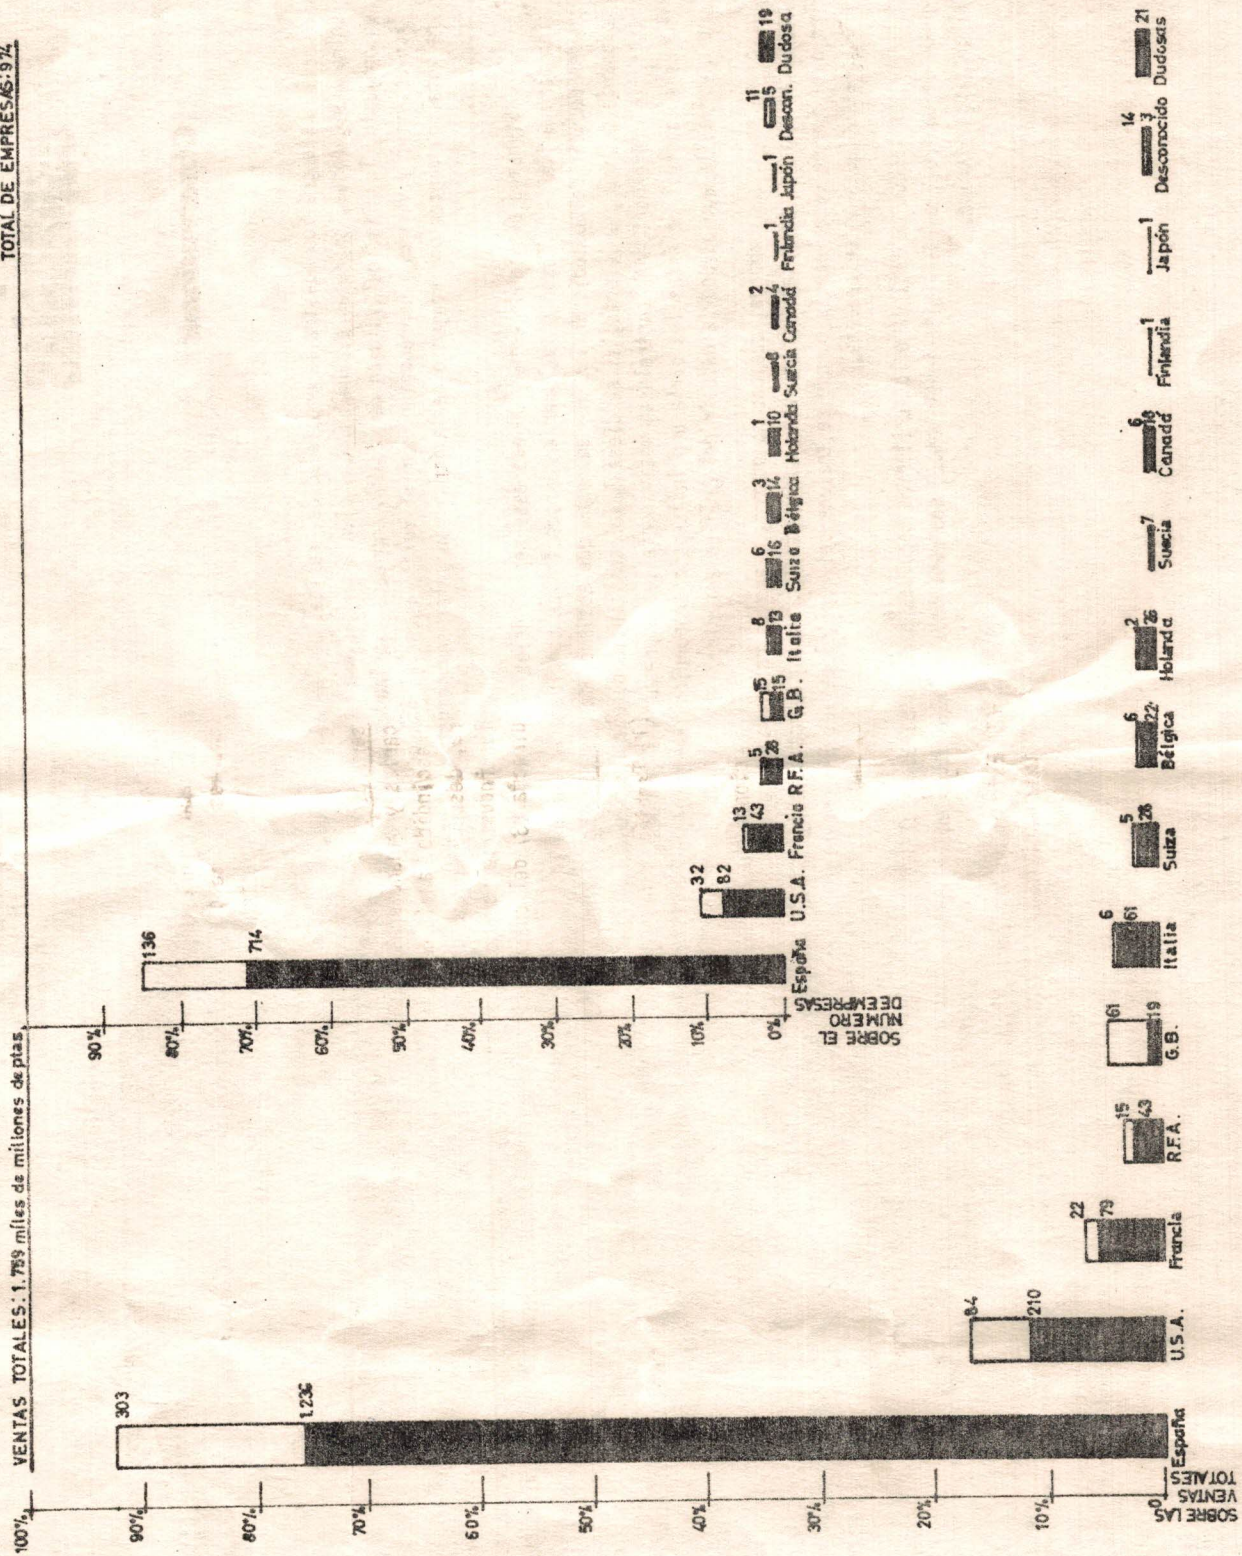 VENTAS TOTALES: 1.759 miles de millones de ptas.
TOTAL DE EMPRESAS: 974
100%
90%
80%
70%
60%
50%
40%
30%
20%
10%
0
SOBRE LAS
VENTAS
TOTALES
303
1.236
España
84
210
U.S.A.
22
79
Francia
15
43
R.F.A.
61
19
G.B.
6
61
Italia
5
26
Suiza
6
22
Bélgica
2
26
Holanda
7
Suecia
6
Canadá
1
Finlandia
1
Japón
14
3
Desconocido
21
Dudosas
90%
80%
70%
60%
50%
40%
30%
20%
10%
0%
SOBRE EL
NUMERO
DE EMPRESAS
136
714
España
32
82
U.S.A.
13
43
Francia
5
26
R.F.A.
15
15
G.B.
8
13
Italia
6
16
Suiza
3
14
Bélgica
1
10
Holanda
8
Suecia
2
4
Canadá
1
Finlandia
1
Japón
11
5
Descon.
19
Dudosa